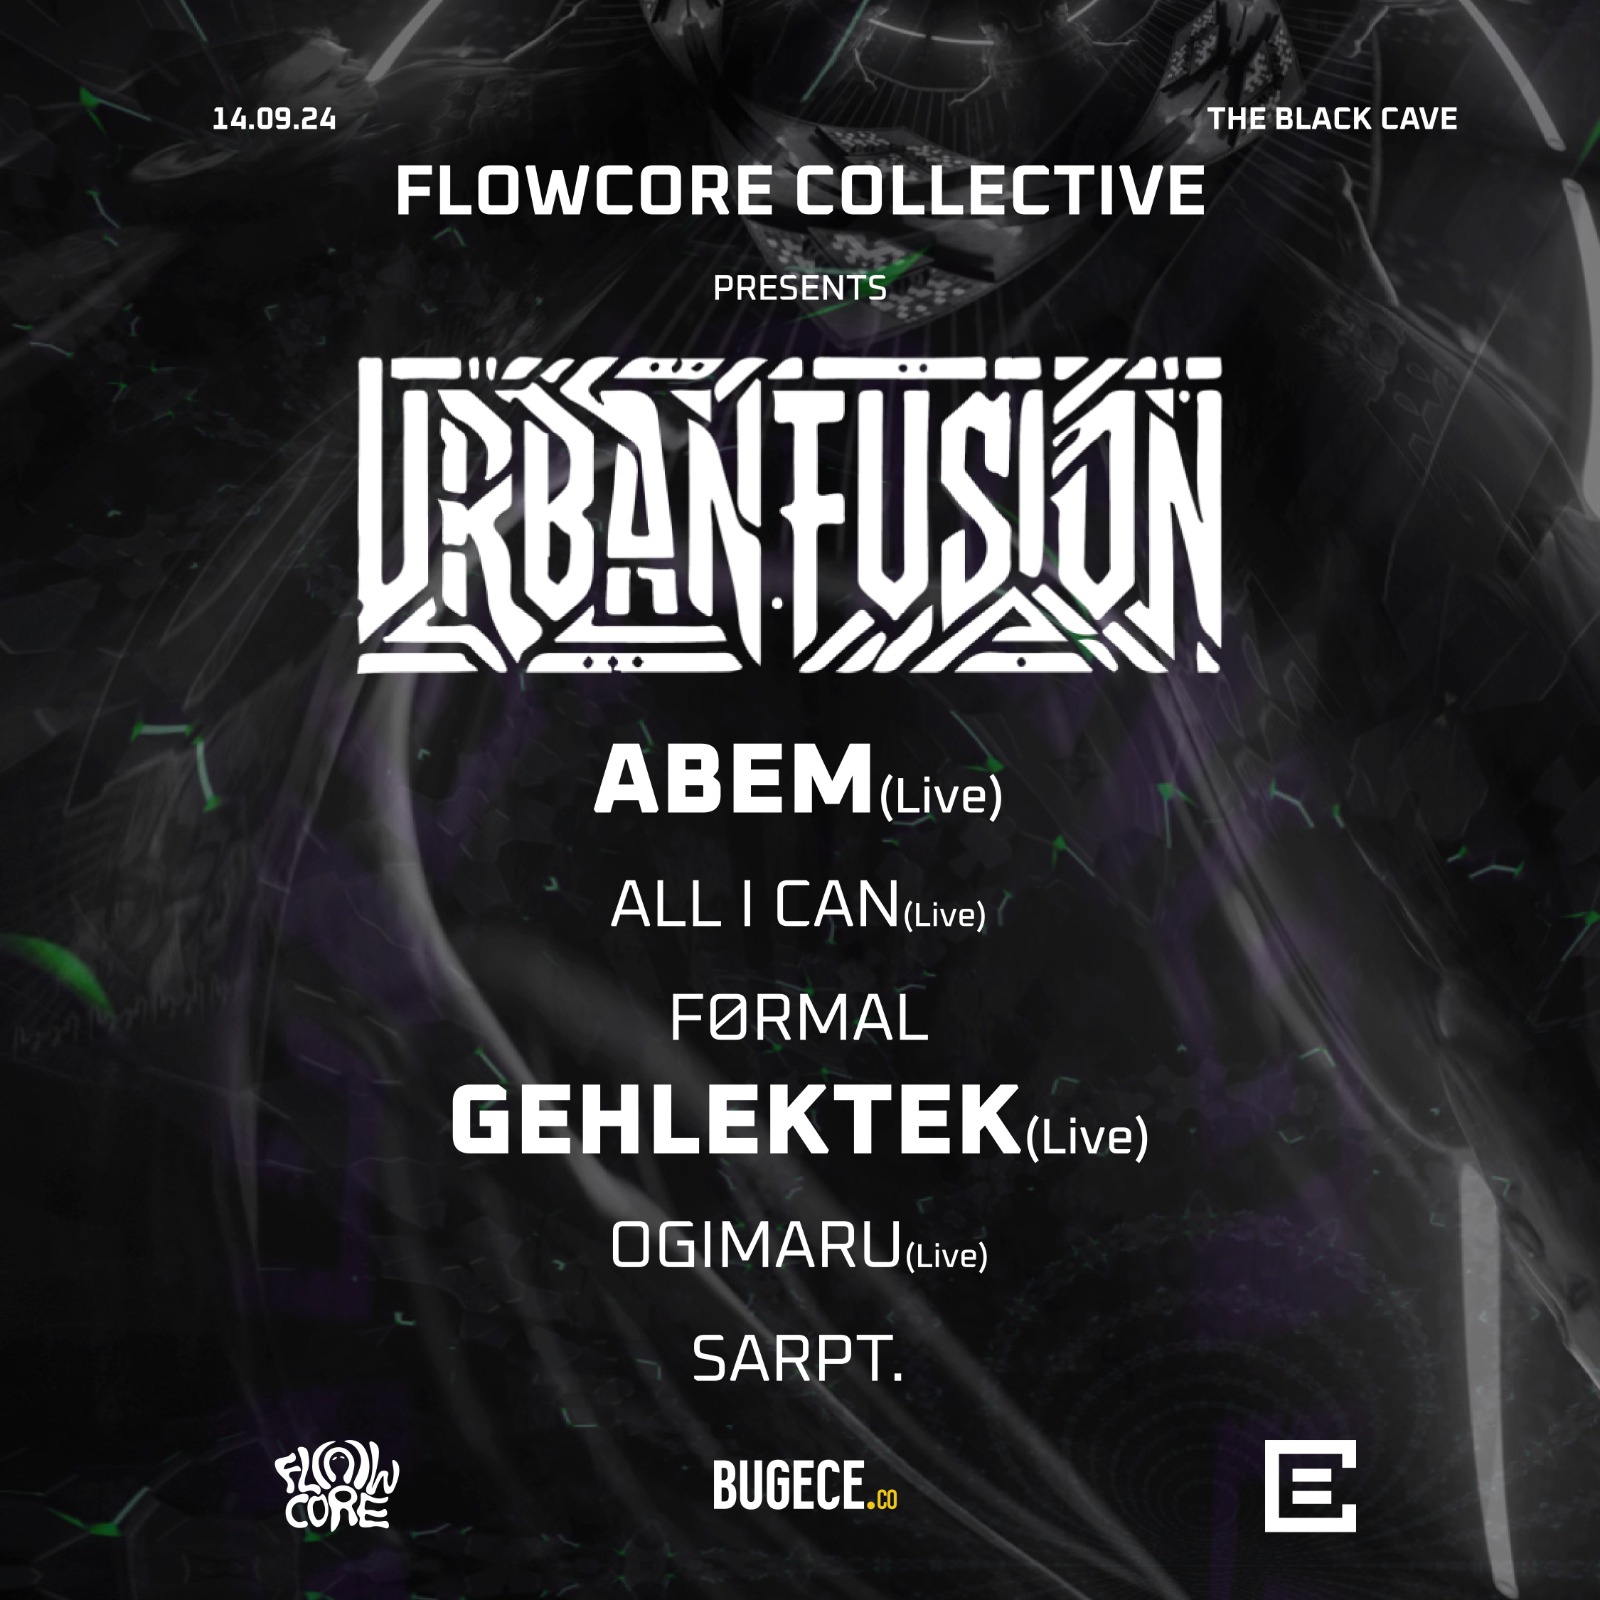 14.09.24
THE BLACK CAVE
FLOWCORE COLLECTIVE
PRESENTS
URBAN FUSION
ABEM(Live)
ALL I CAN(Live)
FØRMAL
GEHLEKTEK(Live)
OGIMARU(Live)
SARPT.
FLOW
CORE
BUGECE.CO